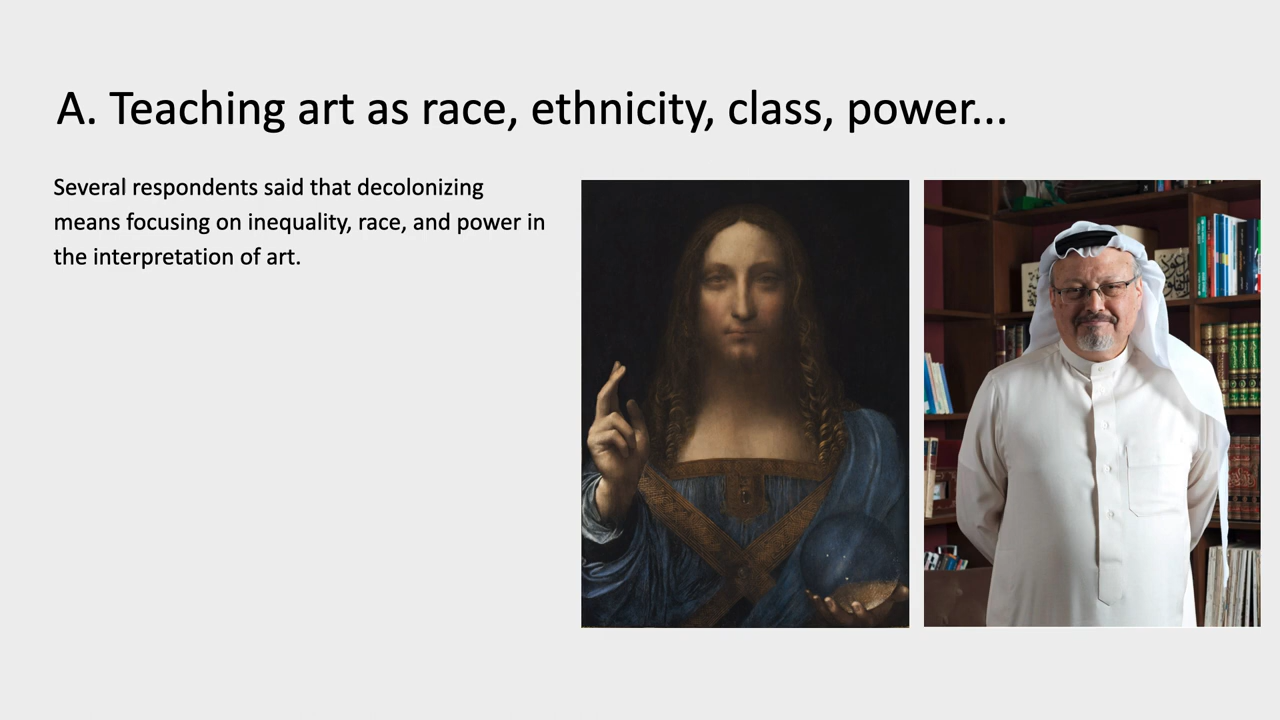 A. Teaching art as race, ethnicity, class, power...
Several respondents said that decolonizing
means focusing on inequality, race, and power in
the interpretation of art.